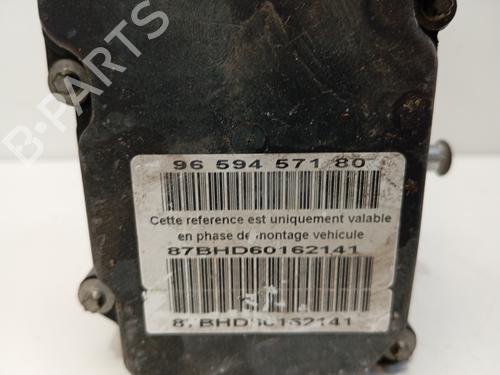 96 594 571 80
Cette reference est uniquement valable
en phase de montage vehicule
87BHD60162141
B-PARTS